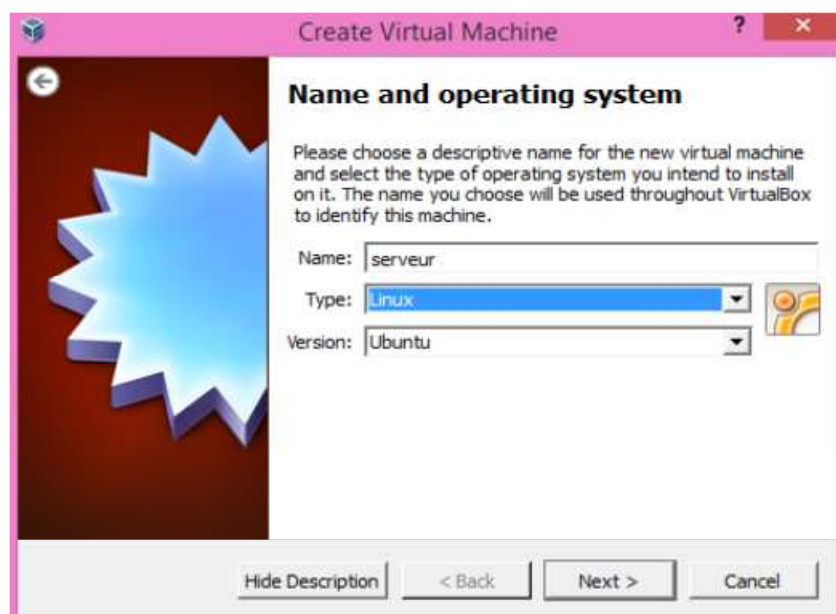 Create Virtual Machine
?
Name and operating system
Please choose a descriptive name for the new virtual machine
and select the type of operating system you intend to install
on it. The name you choose will be used throughout VirtualBox
to identify this machine.
Name: serveur
Type: Linux
Version: Ubuntu
Hide Description < Back Next > Cancel